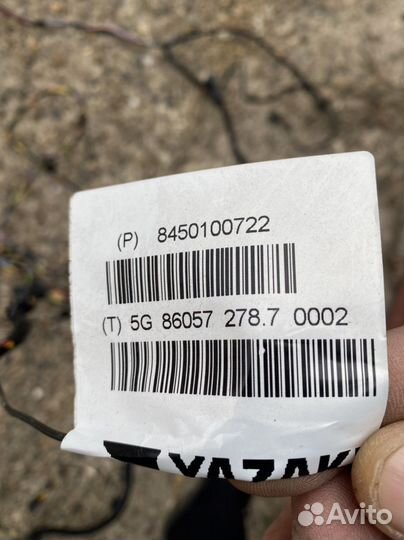 (P) 8450100722
(T) 5G 86057 278.7 0002
YAZAKI
Avito